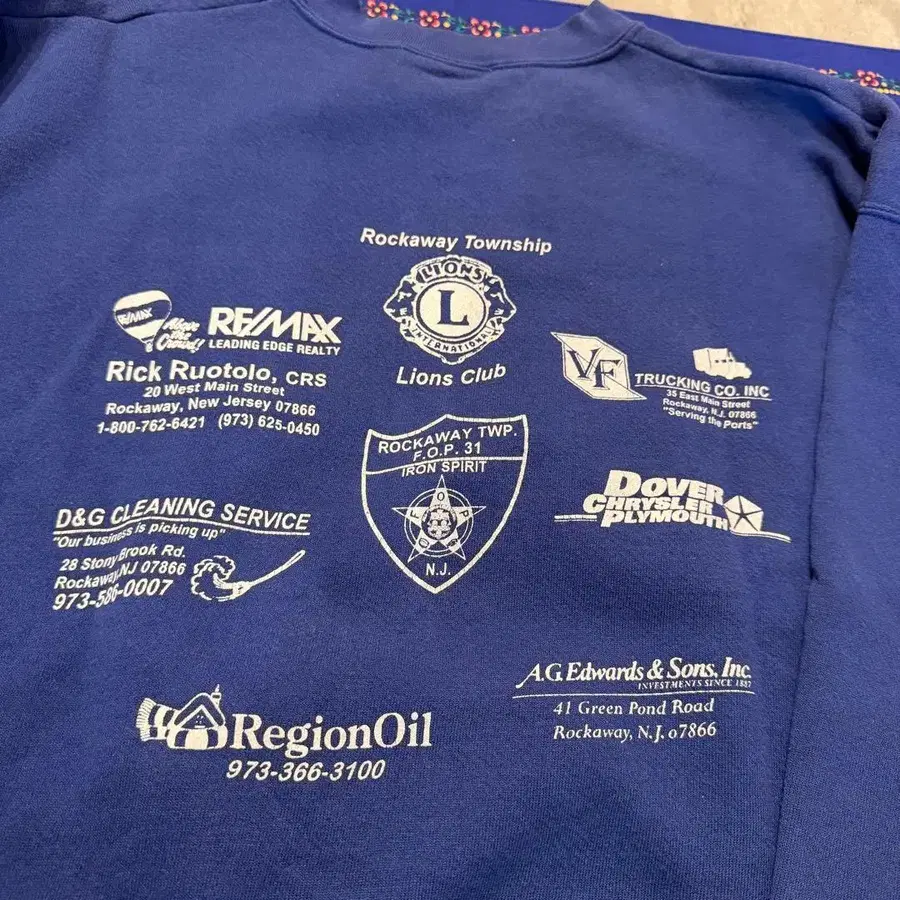 Rockaway Township
LIONS
L
INTERNATIONAL
Lions Club
RE/MAX
Above the Crowd!
RE/MAX
LEADING EDGE REALTY
Rick Ruotolo, CRS
20 West Main Street
Rockaway, New Jersey 07866
1-800-762-6421 (973) 625-0450
VF
TRUCKING CO. INC
35 East Main Street
Rockaway, N.J. 07866
"Serving the Ports"
ROCKAWAY TWP.
F.O.P. 31
IRON SPIRIT
N.J.
D&G CLEANING SERVICE
"Our business is picking up"
28 Stony Brook Rd.
Rockaway, NJ 07866
973-586-0007
DOVER
CHRYSLER
PLYMOUTH
A.G. Edwards & Sons, Inc.
INVESTMENTS SINCE 1887
41 Green Pond Road
Rockaway, N.J. 07866
RegionOil
973-366-3100